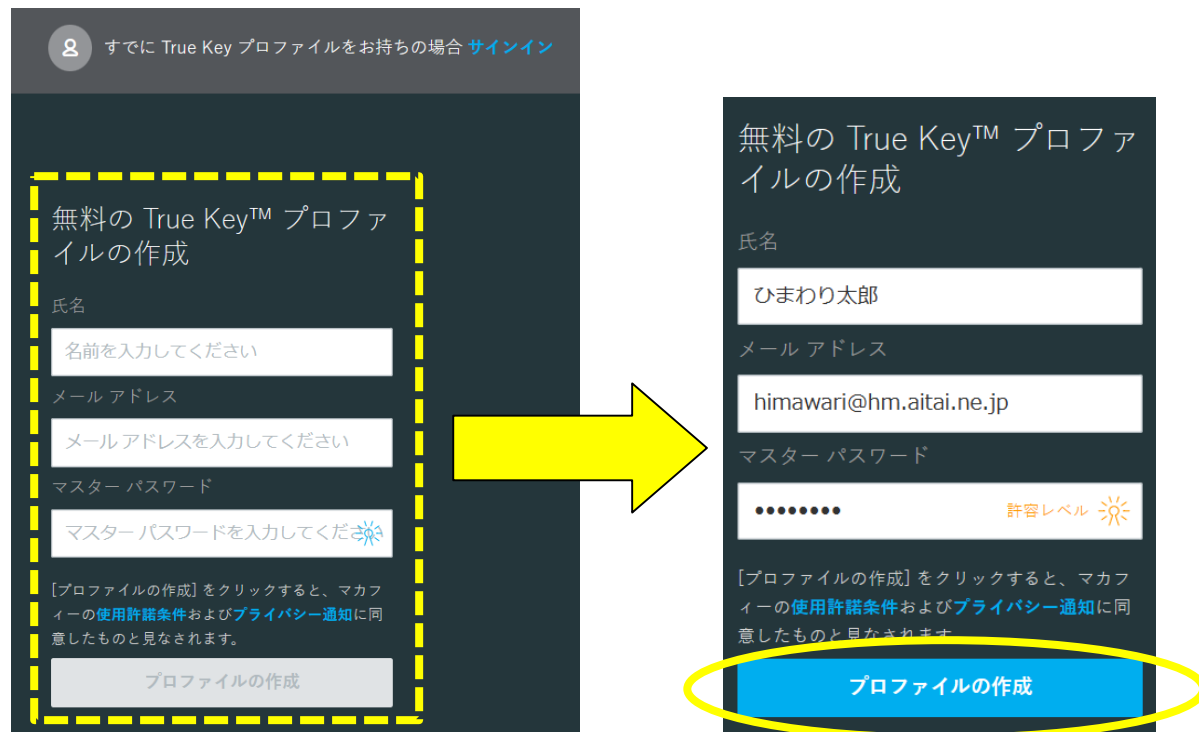 すでに True Key プロファイルをお持ちの場合 サインイン
無料の True Key™ プロファ
イルの作成
氏名
名前を入力してください
メール アドレス
メール アドレスを入力してください
マスター パスワード
マスター パスワードを入力してくださ
[プロファイルの作成] をクリックすると、マカフ
ィーの使用許諾条件およびプライバシー通知に同
意したものと見なされます。
プロファイルの作成
無料の True Key™ プロファ
イルの作成
氏名
ひまわり太郎
メール アドレス
himawari@hm.aitai.ne.jp
マスター パスワード
●●●●●●●● 許容レベル
[プロファイルの作成] をクリックすると、マカフ
ィーの使用許諾条件およびプライバシー通知に同
意したものと見なされます
プロファイルの作成